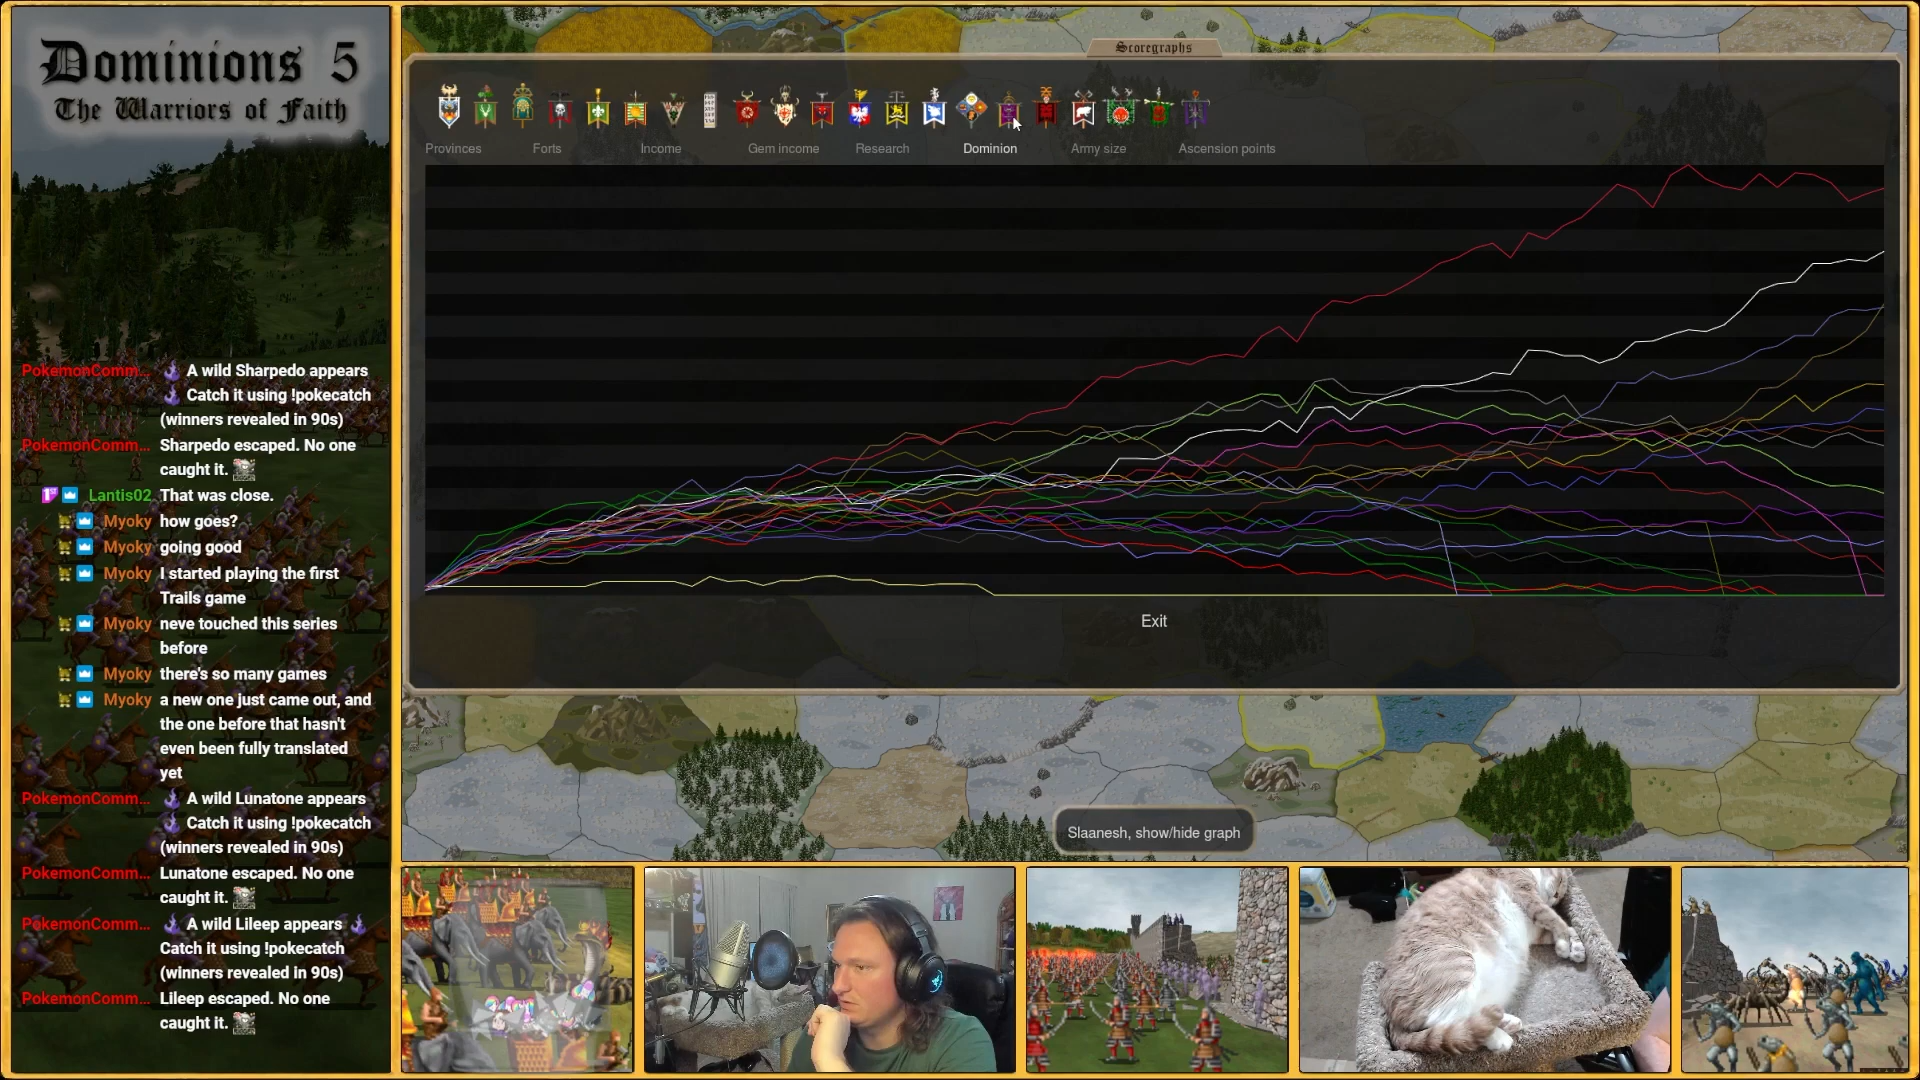 Dominions 5
The Warriors of Faith
PokemonComm... A wild Sharpedo appears
Catch it using !pokecatch
(winners revealed in 90s)
PokemonComm... Sharpedo escaped. No one
caught it.
1st Lantis02 That was close.
Myoky how goes?
Myoky going good
Myoky I started playing the first
Trails game
Myoky neve touched this series
before
Myoky there's so many games
Myoky a new one just came out, and
the one before that hasn't
even been fully translated
yet
PokemonComm... A wild Lunatone appears
Catch it using !pokecatch
(winners revealed in 90s)
PokemonComm... Lunatone escaped. No one
caught it.
PokemonComm... A wild Lileep appears
Catch it using !pokecatch
(winners revealed in 90s)
PokemonComm... Lileep escaped. No one
caught it.
Scoregraphs
Provinces Forts Income Gem income Research Dominion Army size Ascension points
Exit
Slaanesh, show/hide graph